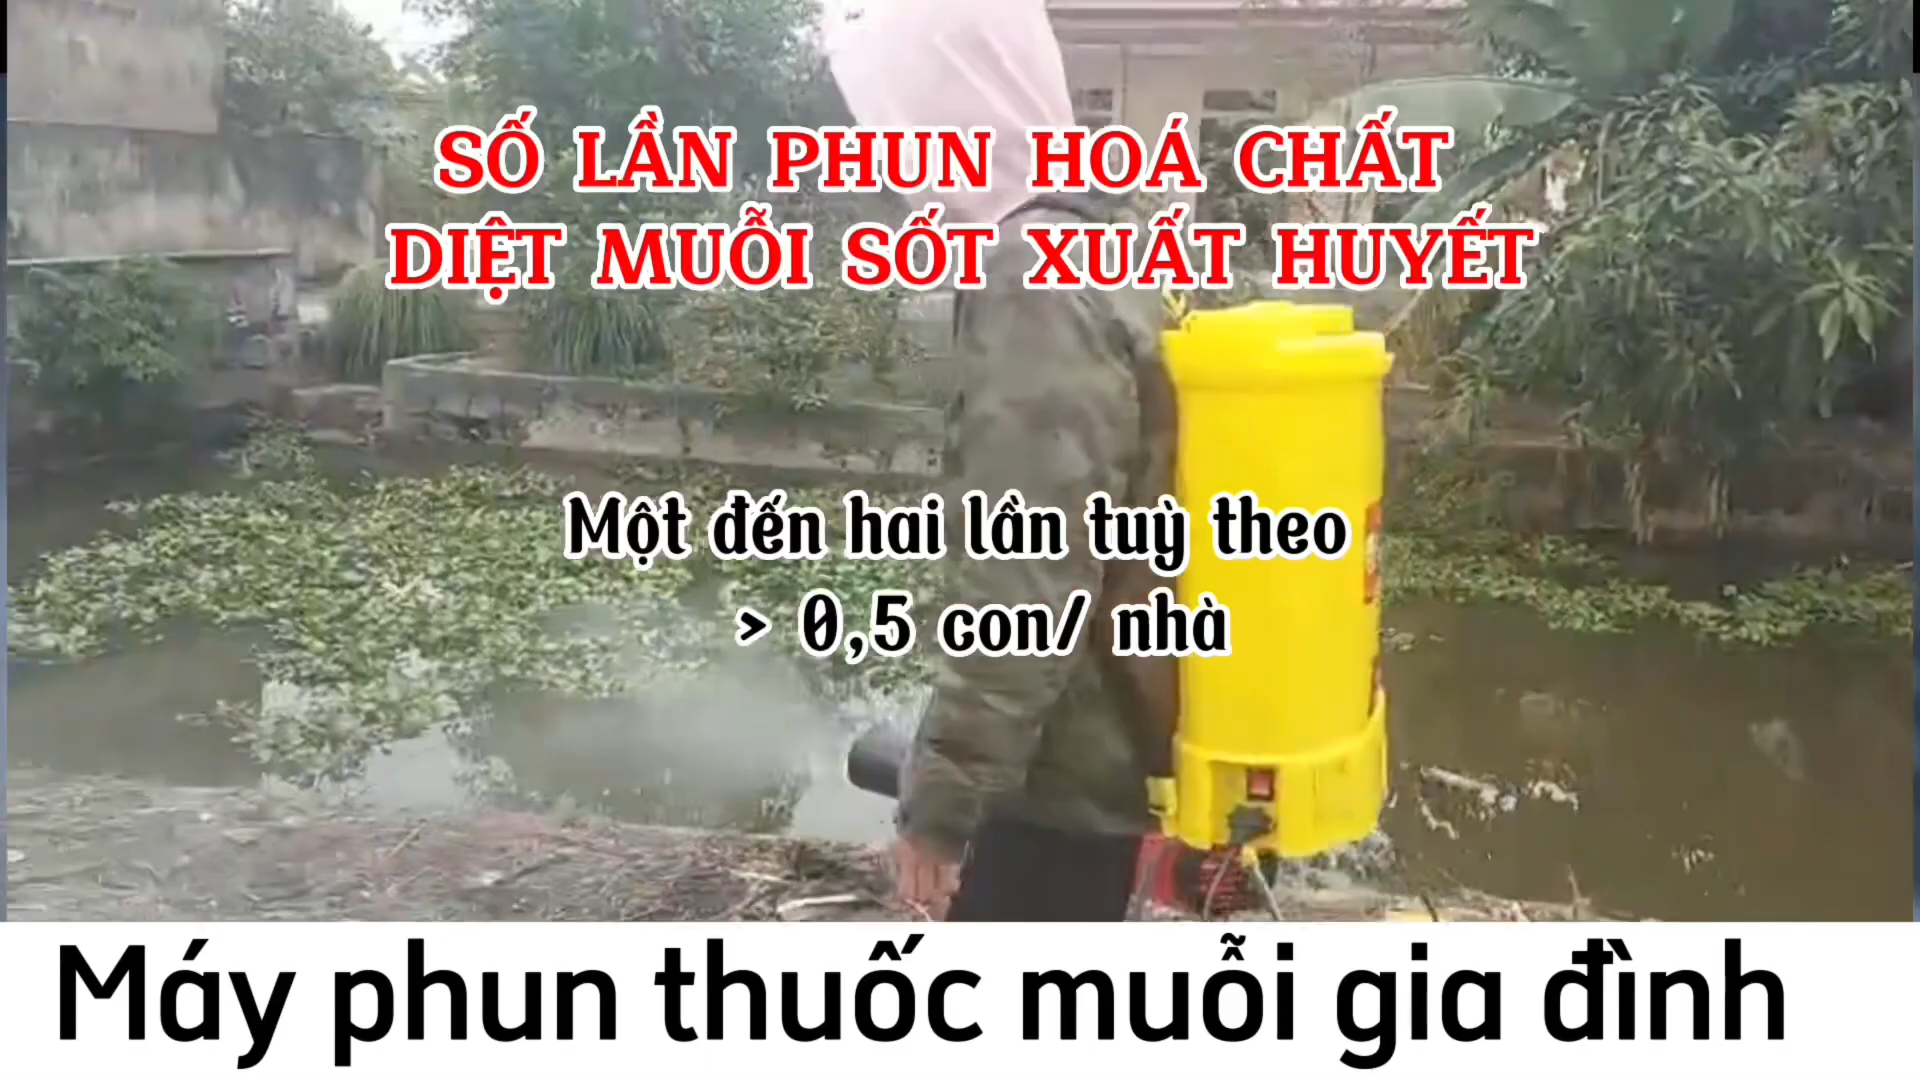 SỐ LẦN PHUN HOÁ CHẤT
DIỆT MUỖI SỐT XUẤT HUYẾT
Một đến hai lần tuỳ theo
> 0,5 con/ nhà
Máy phun thuốc muỗi gia đình